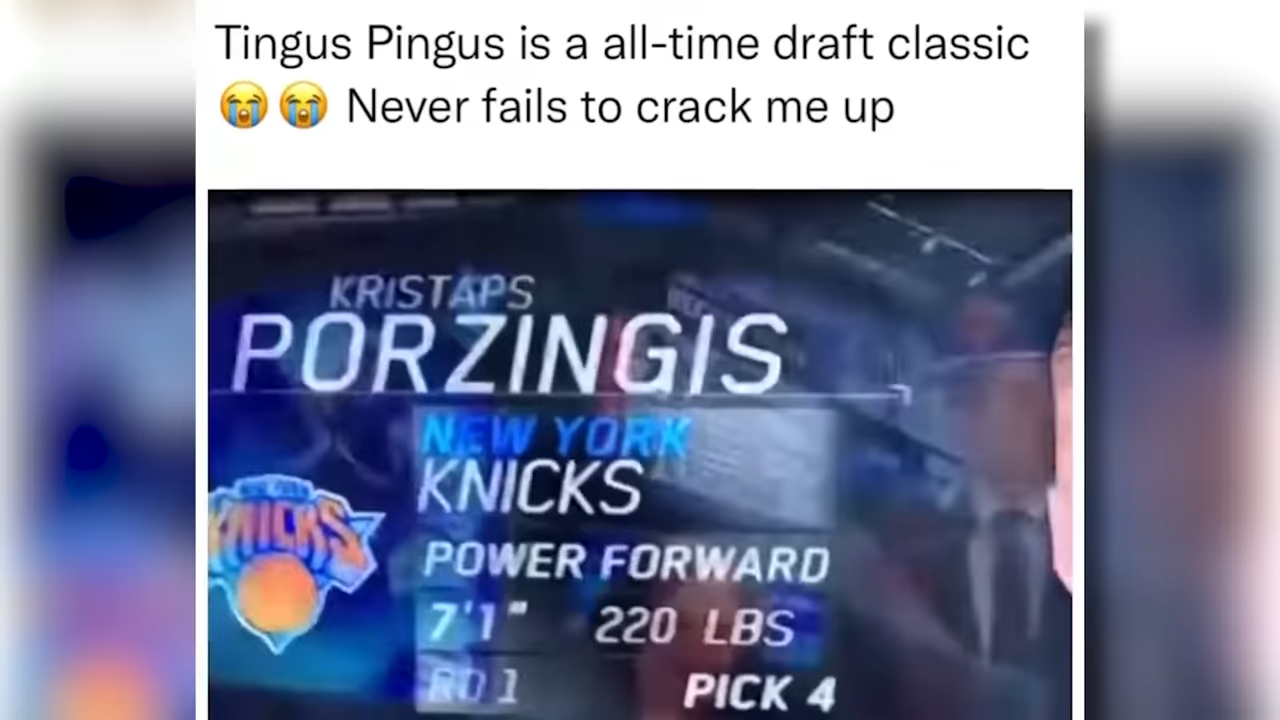 Tingus Pingus is a all-time draft classic
😭😭 Never fails to crack me up
KRISTAPS
PORZINGIS
NEW YORK
KNICKS
KNICKS
POWER FORWARD
7'1" 220 LBS
RD 1 PICK 4